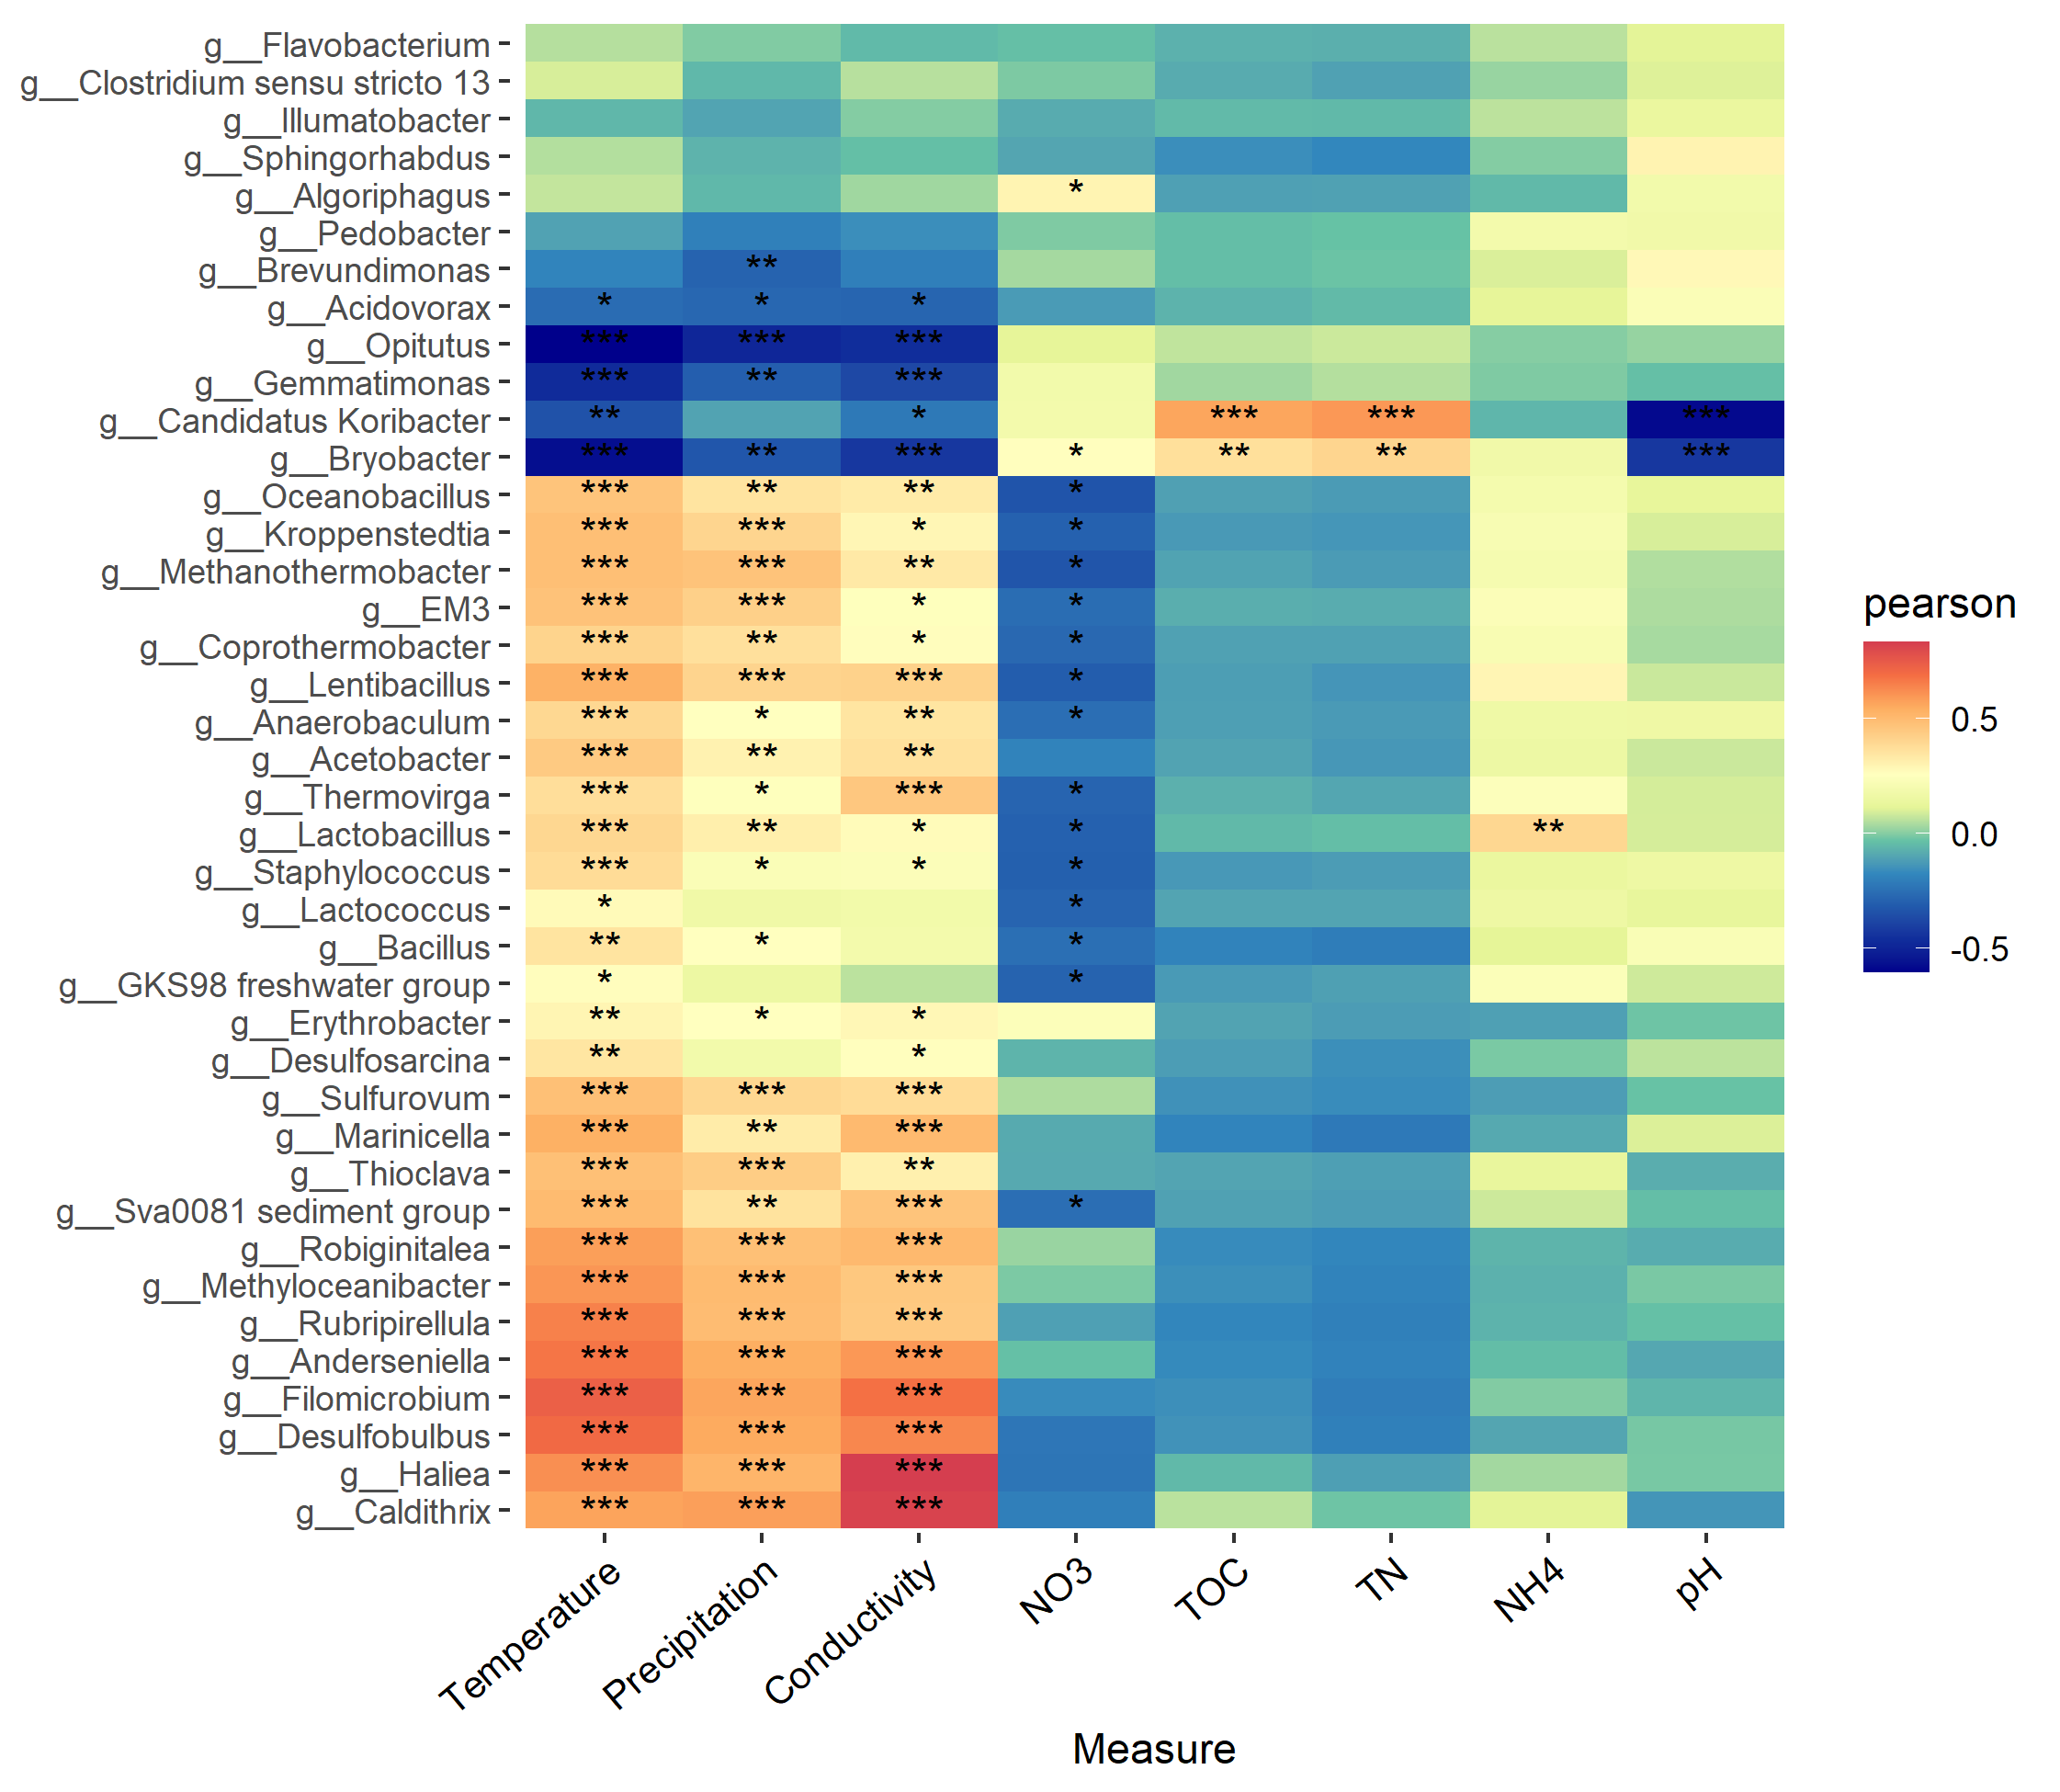 g__Flavobacterium
g__Clostridium sensu stricto 13
g__Illumatobacter
g__Sphingorhabdus
g__Algoriphagus *
g__Pedobacter
g__Brevundimonas **
g__Acidovorax * * *
g__Opitutus *** *** ***
g__Gemmatimonas *** ** ***
g__Candidatus Koribacter ** * *** *** ***
g__Bryobacter *** ** *** * ** ** ***
g__Oceanobacillus *** ** ** *
g__Kroppenstedtia *** *** * *
g__Methanothermobacter *** *** ** *
g__EM3 *** *** * *
g__Coprothermobacter *** ** * *
g__Lentibacillus *** *** *** *
g__Anaerobaculum *** * ** *
g__Acetobacter *** ** **
g__Thermovirga *** * *** *
g__Lactobacillus *** ** * * **
g__Staphylococcus *** * * *
g__Lactococcus * *
g__Bacillus ** * *
g__GKS98 freshwater group * *
g__Erythrobacter ** * *
g__Desulfosarcina ** *
g__Sulfurovum *** *** ***
g__Marinicella *** ** ***
g__Thioclava *** *** **
g__Sva0081 sediment group *** ** *** *
g__Robiginitalea *** *** ***
g__Methyloceanibacter *** *** ***
g__Rubripirellula *** *** ***
g__Anderseniella *** *** ***
g__Filomicrobium *** *** ***
g__Desulfobulbus *** *** ***
g__Haliea *** *** ***
g__Caldithrix *** *** ***
Temperature Precipitation Conductivity NO3 TOC TN NH4 pH
Measure
pearson
0.5
0.0
-0.5